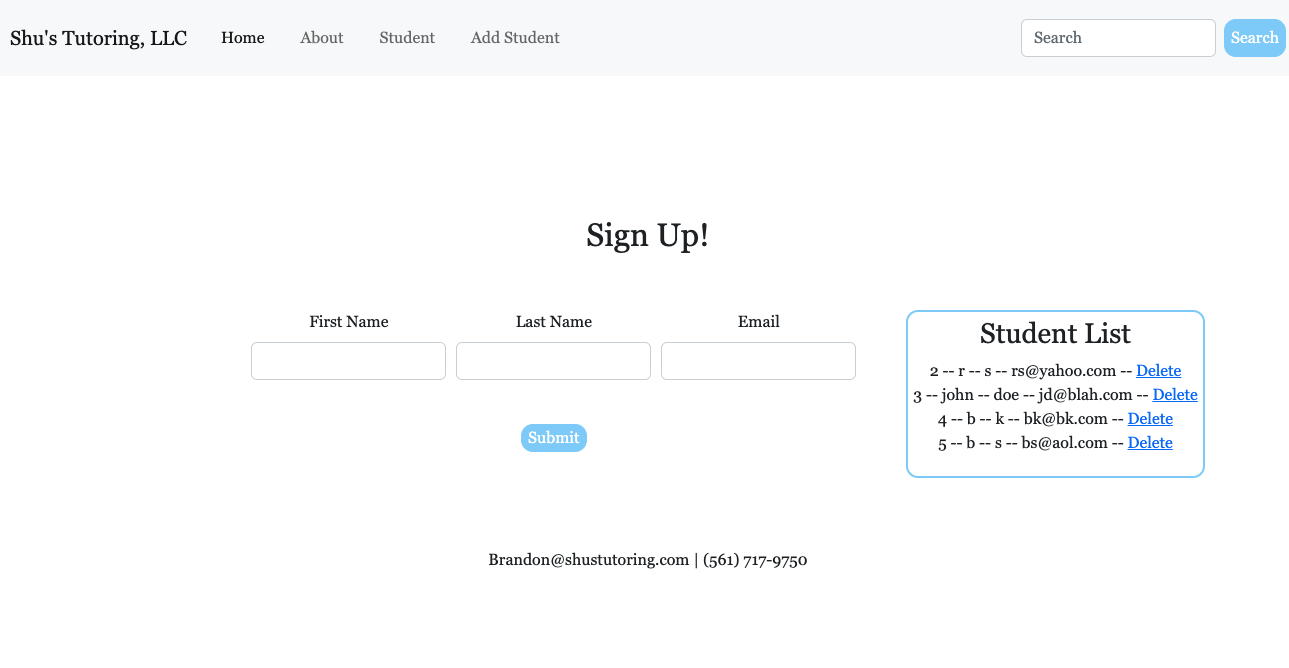 Shu's Tutoring, LLC Home About Student Add Student Search Search
Sign Up!
First Name Last Name Email
Submit
Student List
2 -- r -- s -- rs@yahoo.com -- Delete
3 -- john -- doe -- jd@blah.com -- Delete
4 -- b -- k -- bk@bk.com -- Delete
5 -- b -- s -- bs@aol.com -- Delete
Brandon@shustutoring.com | (561) 717-9750